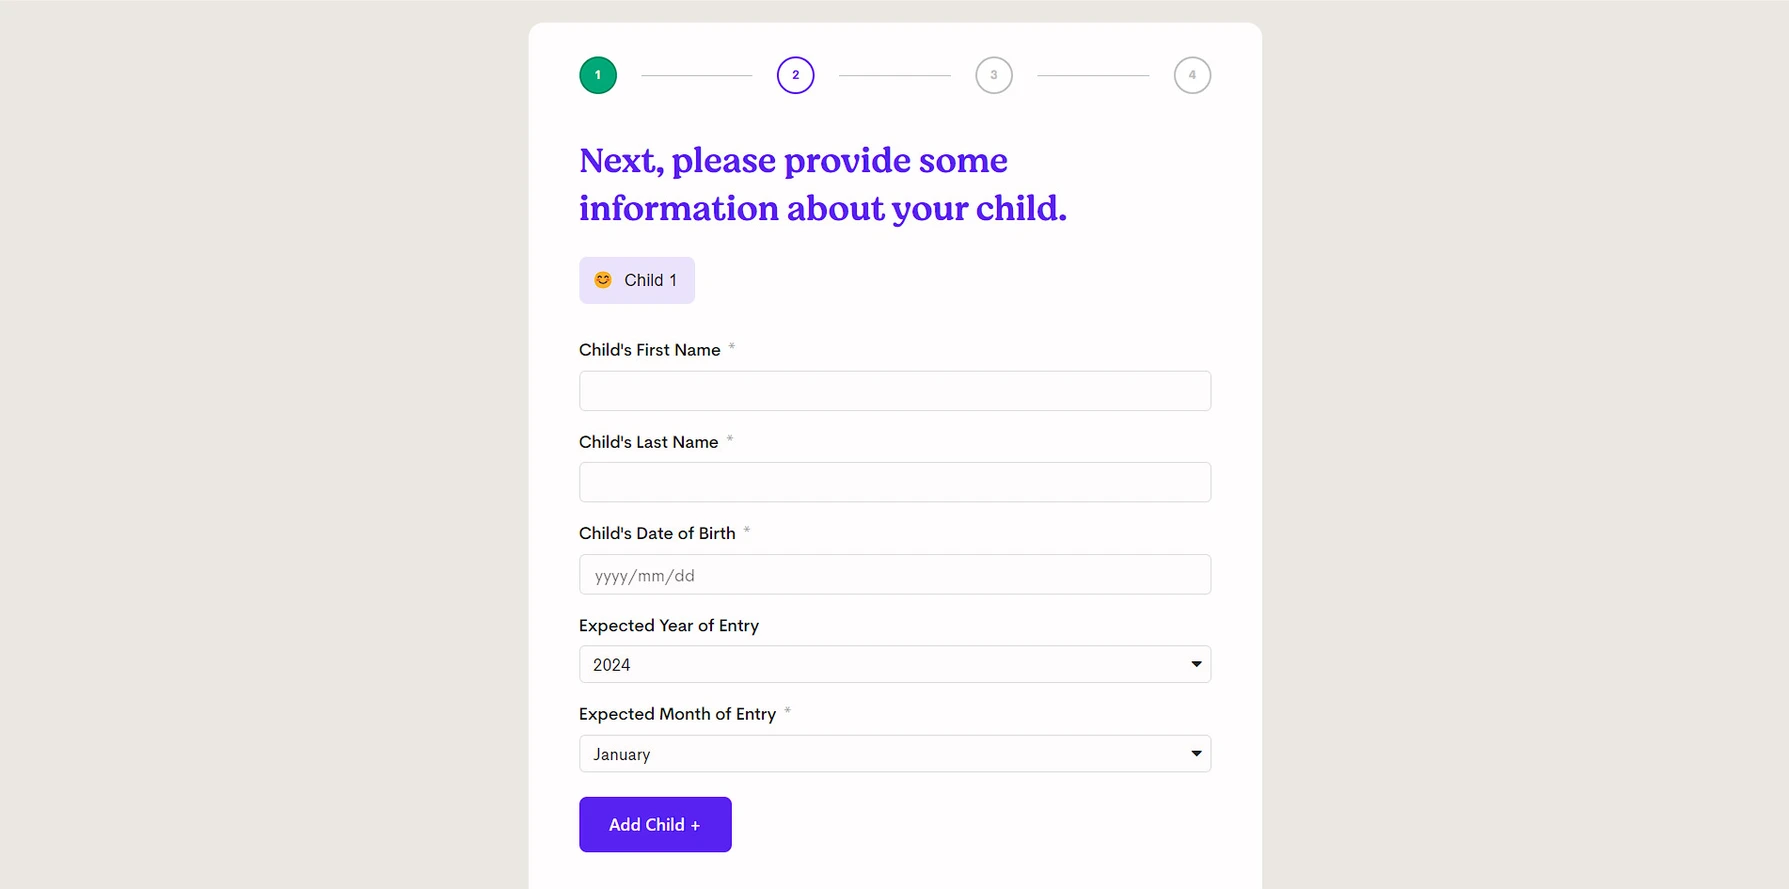 1 2 3 4
Next, please provide some
information about your child.
😊 Child 1
Child's First Name *
Child's Last Name *
Child's Date of Birth *
yyyy/mm/dd
Expected Year of Entry
2024
Expected Month of Entry *
January
Add Child +